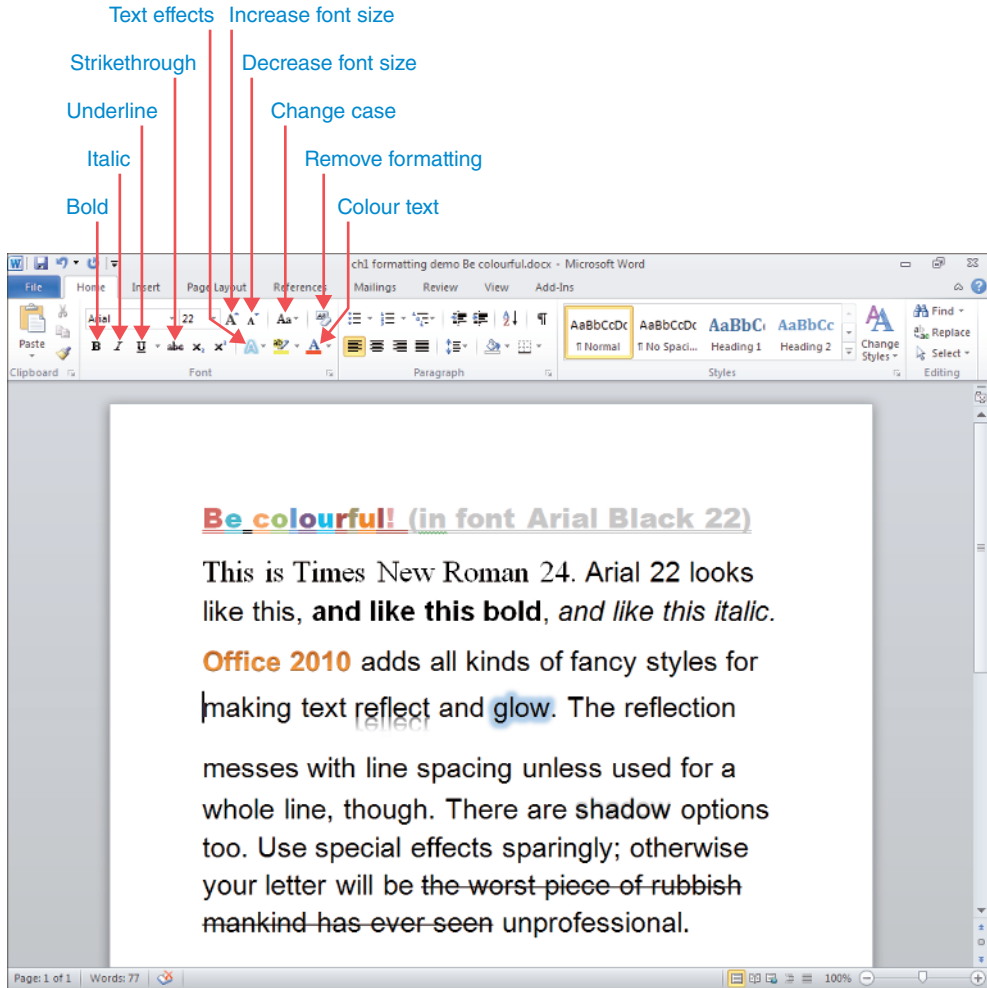 Text effects Increase font size
Strikethrough Decrease font size
Underline Change case
Italic Remove formatting
Bold Colour text
ch1 formatting demo Be colourful.docx - Microsoft Word
File Home Insert Page Layout References Mailings Review View Add-Ins
Paste
Arial 22
B I U abc x₂ x² A A
A A Aa
AaBbCcDc AaBbCcDc AaBbC AaBbCc
¶ Normal ¶ No Spaci... Heading 1 Heading 2
Change Styles
Find
Replace
Select
Clipboard Font Paragraph Styles Editing
Be colourful! (in font Arial Black 22)
This is Times New Roman 24. Arial 22 looks
like this, and like this bold, and like this italic.
Office 2010 adds all kinds of fancy styles for
making text reflect and glow. The reflection
messes with line spacing unless used for a
whole line, though. There are shadow options
too. Use special effects sparingly; otherwise
your letter will be the worst piece of rubbish
mankind has ever seen unprofessional.
Page: 1 of 1 Words: 77 100%